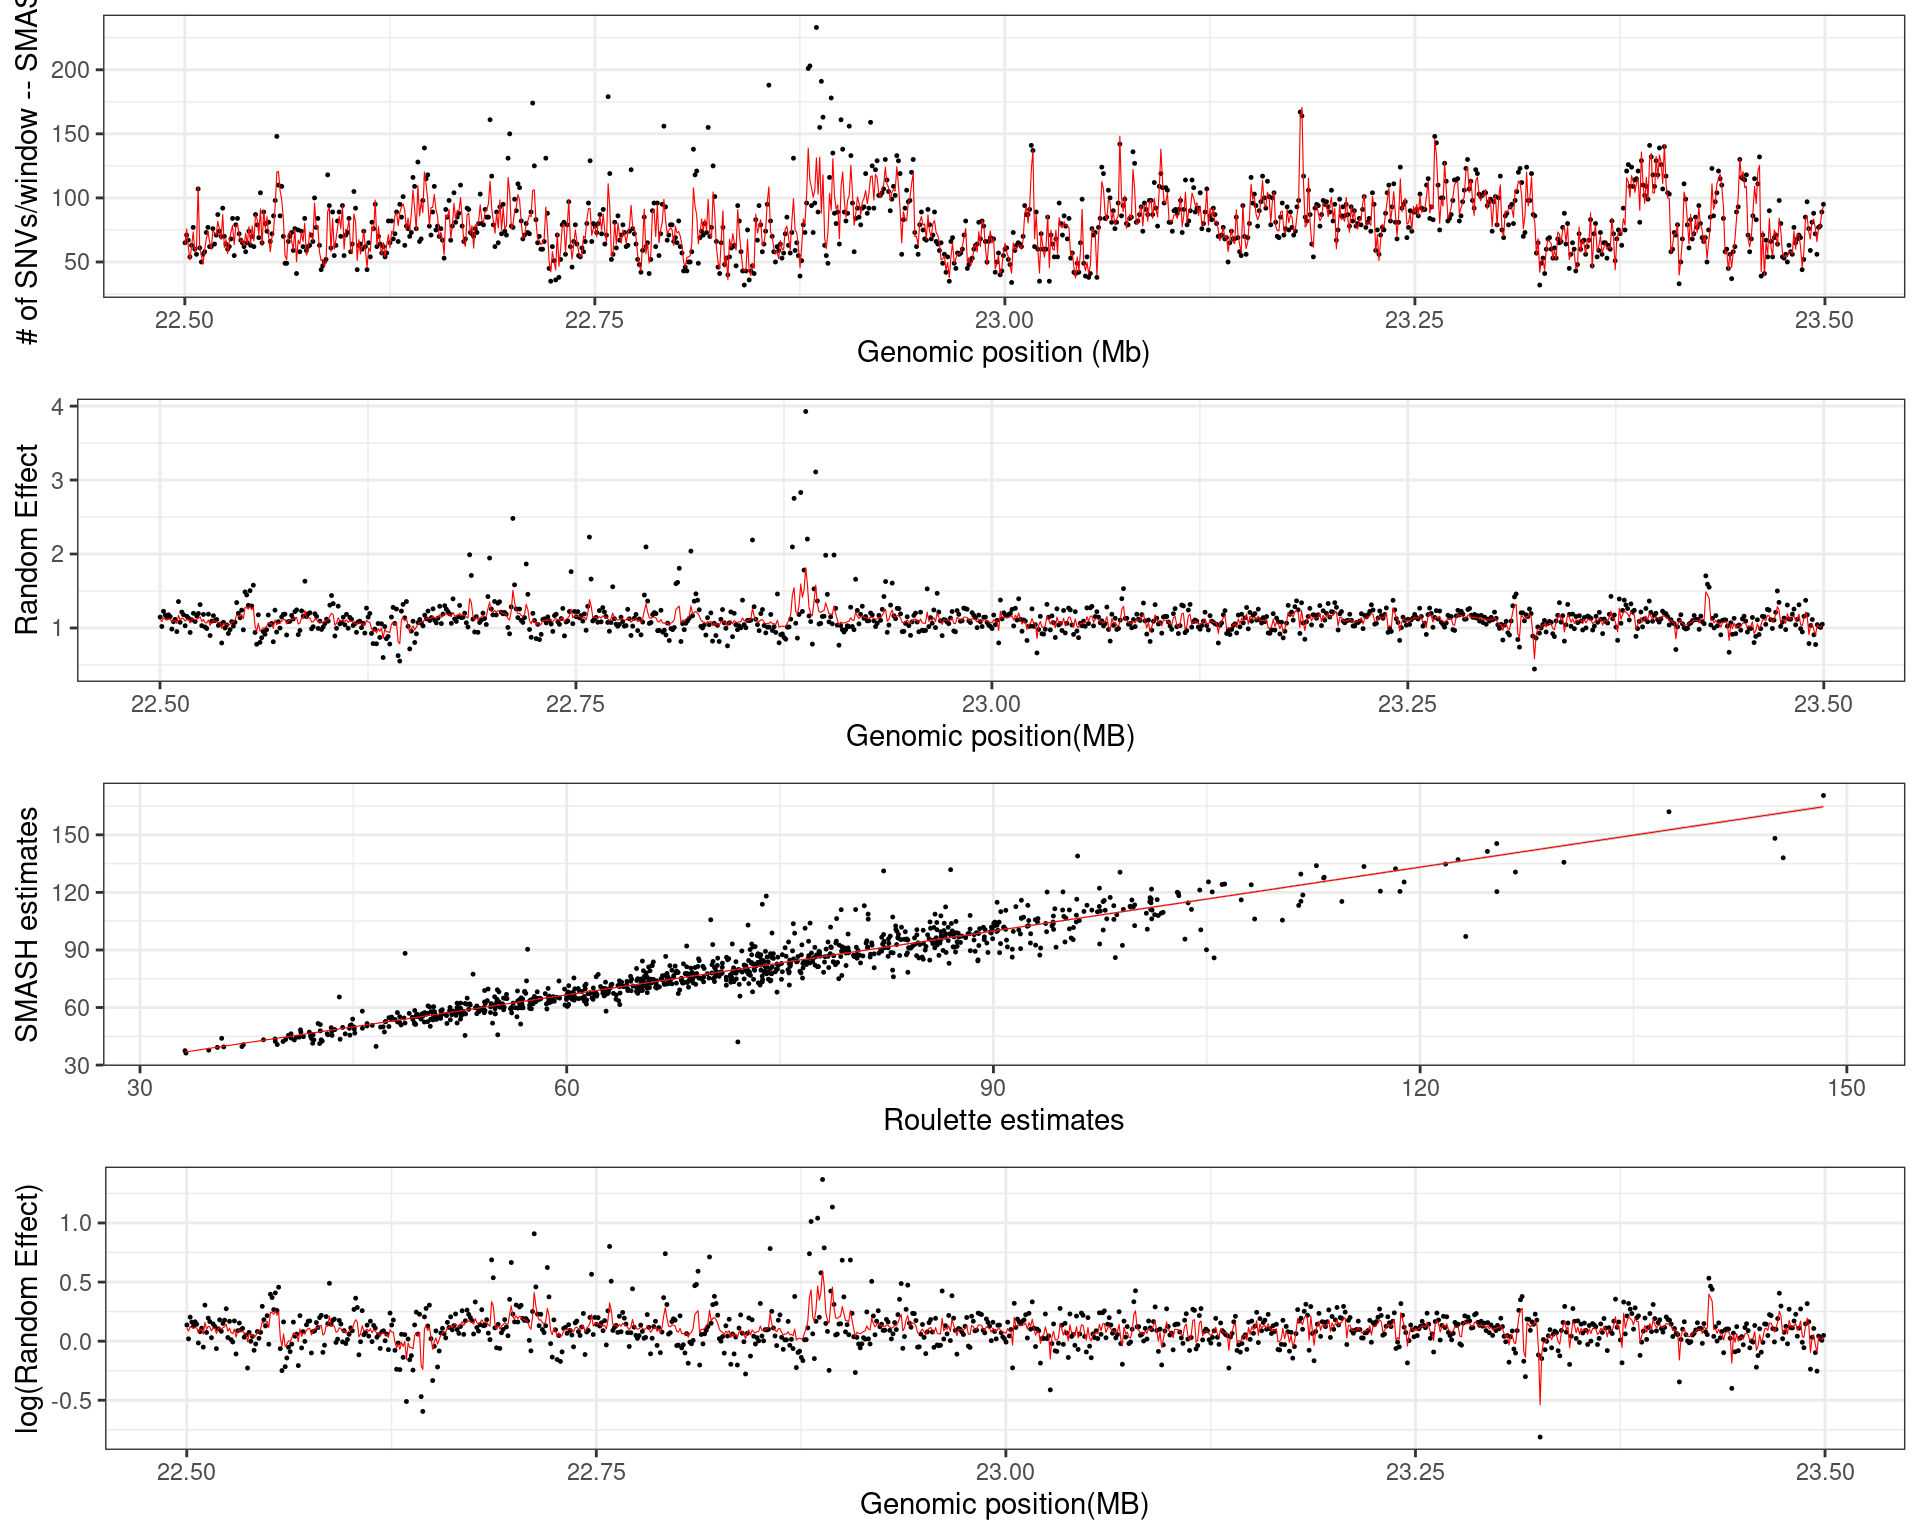 # of SNVs/window -- SMAS
200
150
100
50
22.50 22.75 23.00 23.25 23.50
Genomic position (Mb)
Random Effect
4
3
2
1
22.50 22.75 23.00 23.25 23.50
Genomic position(MB)
SMASH estimates
150
120
90
60
30
30 60 90 120 150
Roulette estimates
log(Random Effect)
1.0
0.5
0.0
-0.5
22.50 22.75 23.00 23.25 23.50
Genomic position(MB)